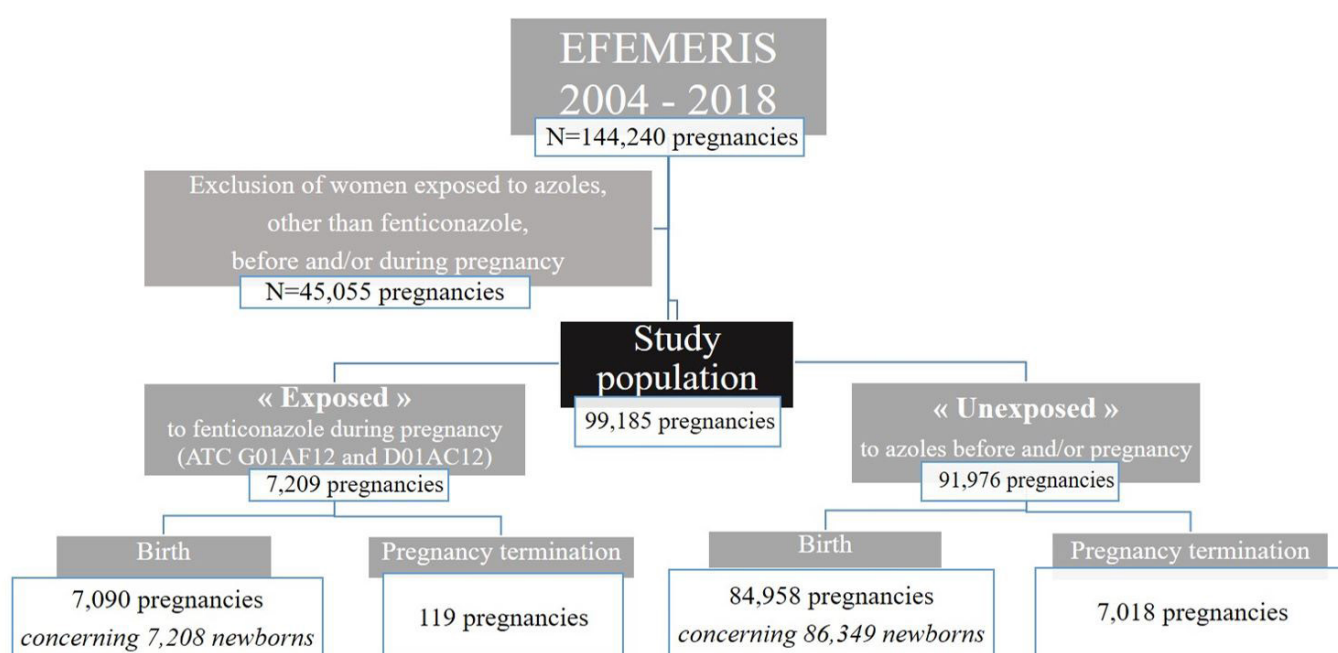 EFEMERIS
2004 - 2018
N=144,240 pregnancies
Exclusion of women exposed to azoles,
other than fenticonazole,
before and/or during pregnancy
N=45,055 pregnancies
Study
population
99,185 pregnancies
« Exposed »
to fenticonazole during pregnancy
(ATC G01AF12 and D01AC12)
7,209 pregnancies
« Unexposed »
to azoles before and/or pregnancy
91,976 pregnancies
Birth
7,090 pregnancies
concerning 7,208 newborns
Pregnancy termination
119 pregnancies
Birth
84,958 pregnancies
concerning 86,349 newborns
Pregnancy termination
7,018 pregnancies